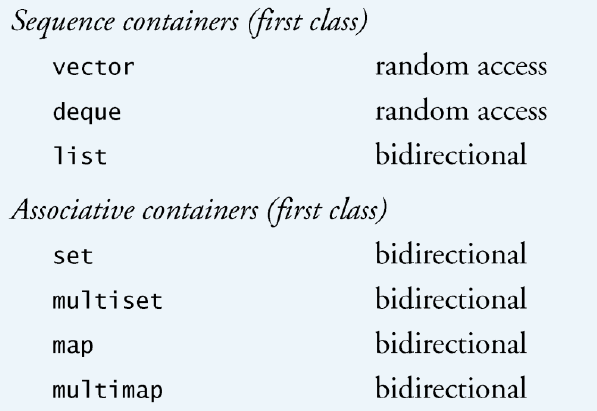 Sequence containers (first class)
vector random access
deque random access
list bidirectional
Associative containers (first class)
set bidirectional
multiset bidirectional
map bidirectional
multimap bidirectional